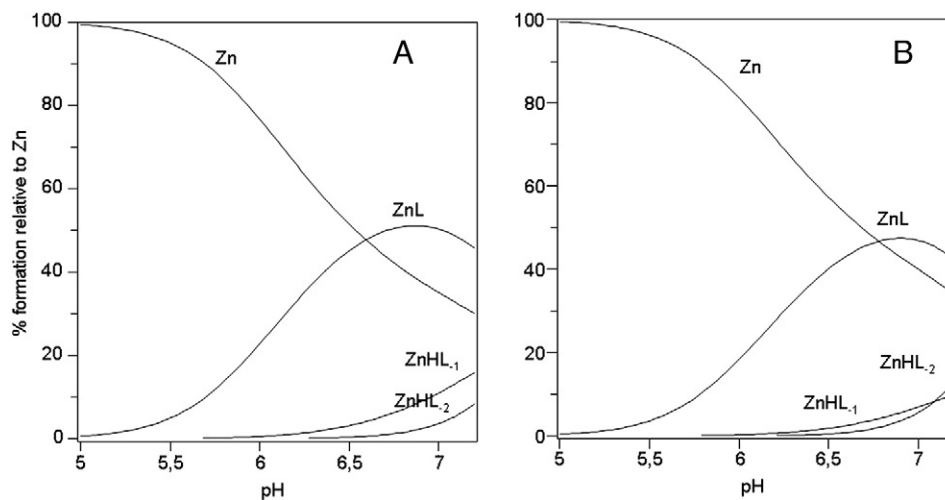 % formation relative to Zn
100
80
60
40
20
0
A
Zn
ZnL
ZnHL-1
ZnHL-2
5 5,5 6 6,5 7
pH
100
80
60
40
20
0
B
Zn
ZnL
ZnHL-2
ZnHL-1
5 5,5 6 6,5 7
pH